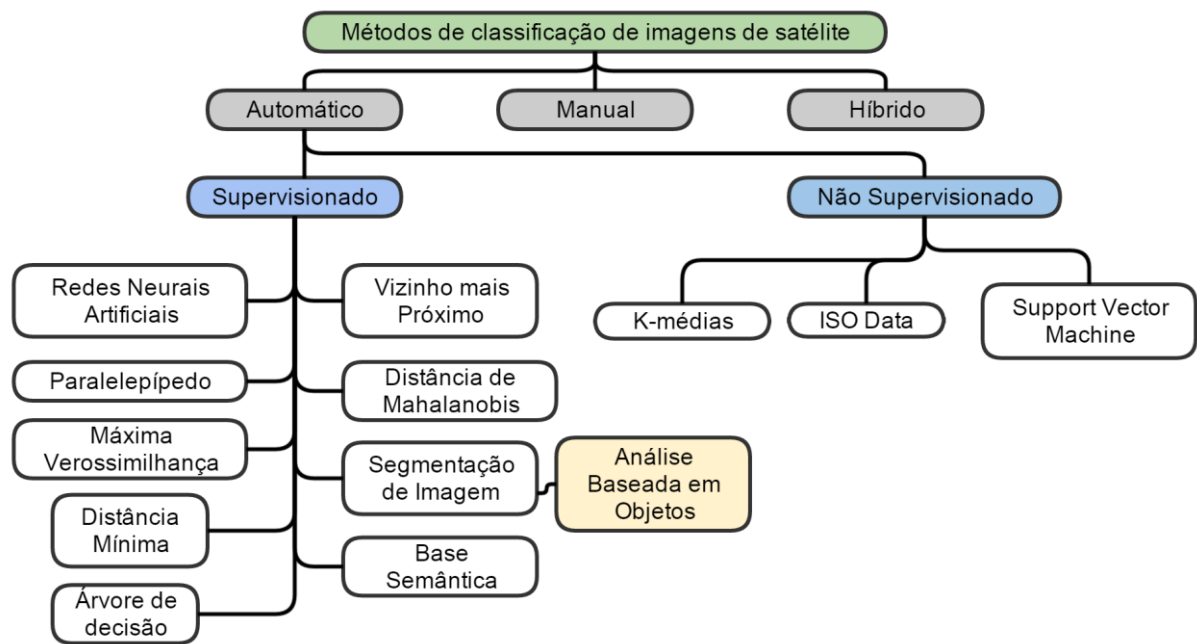 Métodos de classificação de imagens de satélite
Automático
Manual
Híbrido
Supervisionado
Não Supervisionado
Redes Neurais
Artificiais
Vizinho mais
Próximo
K-médias
ISO Data
Support Vector
Machine
Paralelepípedo
Distância de
Mahalanobis
Máxima
Verossimilhança
Segmentação
de Imagem
Análise
Baseada em
Objetos
Distância
Mínima
Base
Semântica
Árvore de
decisão